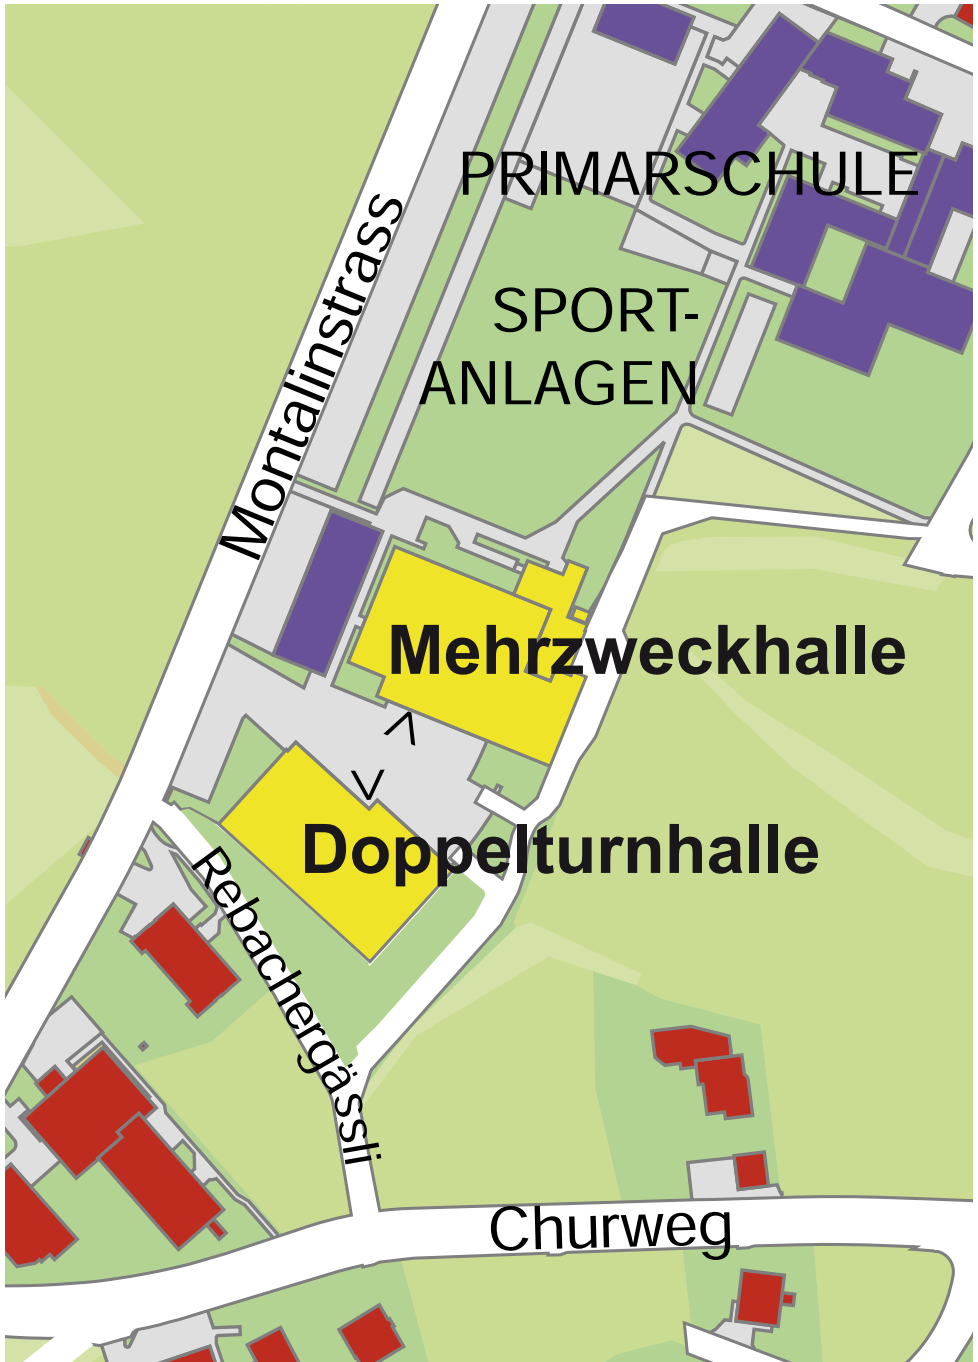 PRIMARSCHULE
SPORT-
ANLAGEN
Montalinstrass
Mehrzweckhalle
Doppelturnhalle
Rebachergässli
Churweg